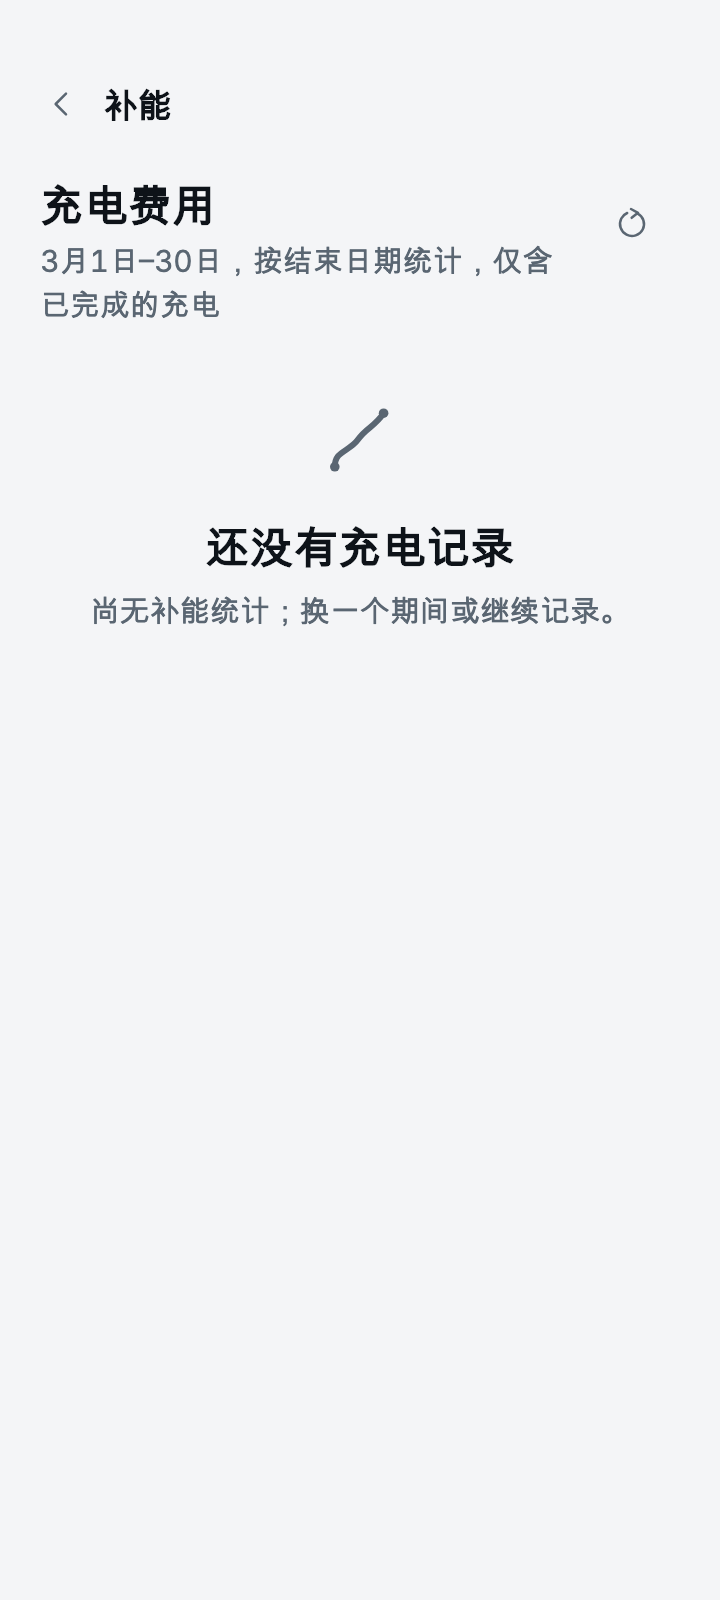 补能
充电费用
3月1日–30日，按结束日期统计，仅含
已完成的充电
还没有充电记录
尚无补能统计；换一个期间或继续记录。